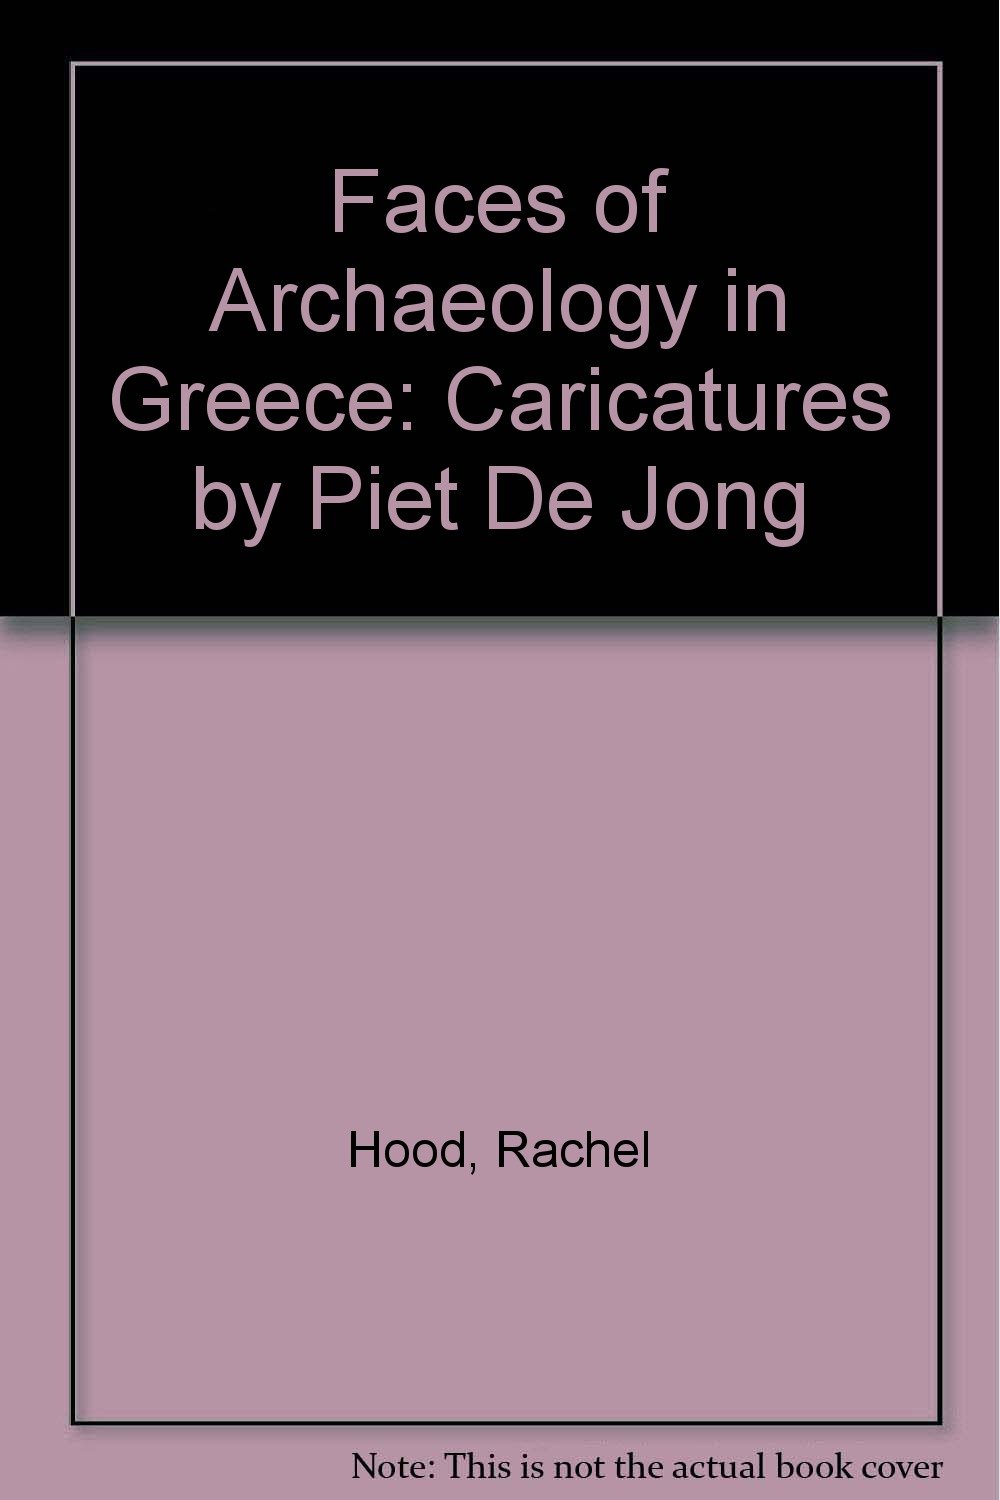 Faces of
Archaeology in
Greece: Caricatures
by Piet De Jong
Hood, Rachel
Note: This is not the actual book cover